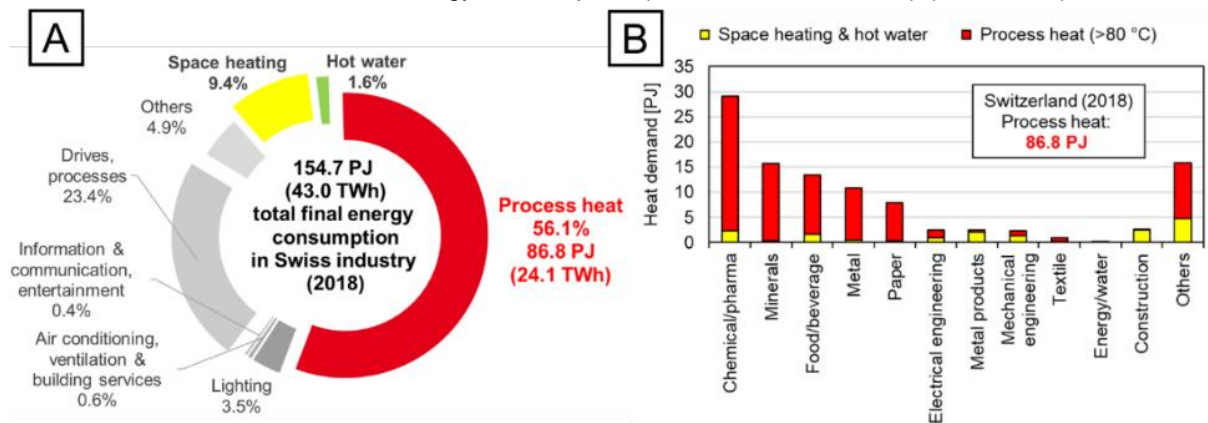 A
Space heating
9.4%
Hot water
1.6%
Others
4.9%
Drives,
processes
23.4%
Information &
communication,
entertainment
0.4%
Air conditioning,
ventilation &
building services
0.6%
Lighting
3.5%
154.7 PJ
(43.0 TWh)
total final energy
consumption
in Swiss industry
(2018)
Process heat
56.1%
86.8 PJ
(24.1 TWh)
B
Space heating & hot water
Process heat (>80 °C)
Heat demand [PJ]
35
30
25
20
15
10
5
0
Switzerland (2018)
Process heat:
86.8 PJ
Chemical/pharma
Minerals
Food/beverage
Metal
Paper
Electrical engineering
Metal products
Mechanical
engineering
Textile
Energy/water
Construction
Others